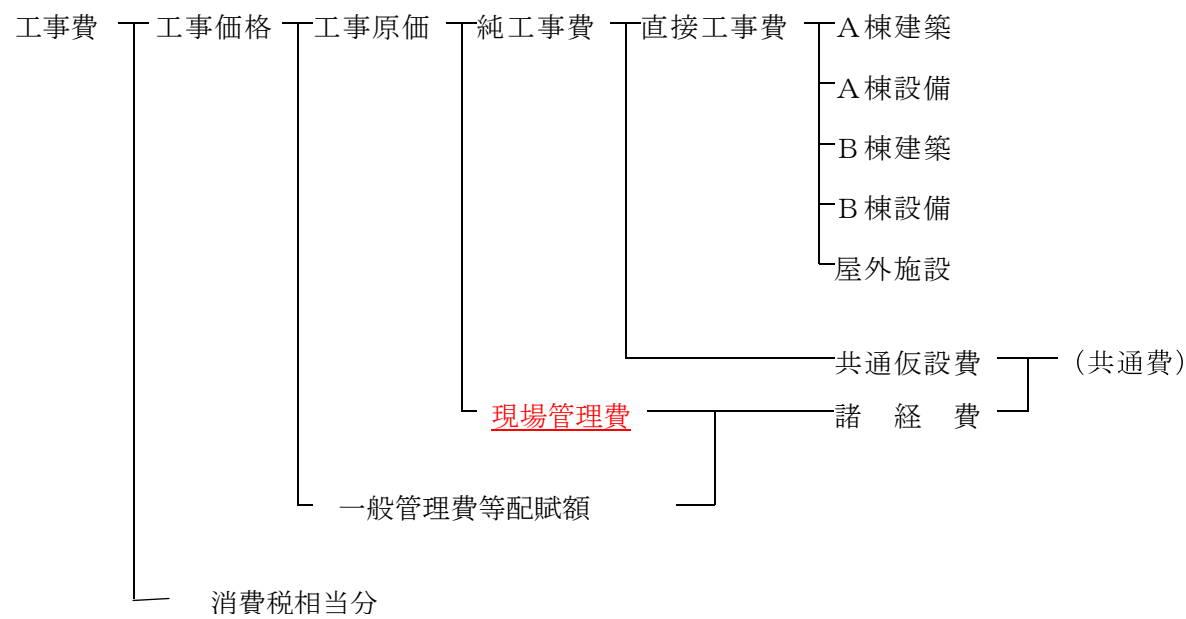 工事費 工事価格 工事原価 純工事費 直接工事費 A棟建築
A棟設備
B棟建築
B棟設備
屋外施設
共通仮設費 (共通費)
現場管理費 諸 経 費
一般管理費等配賦額
消費税相当分